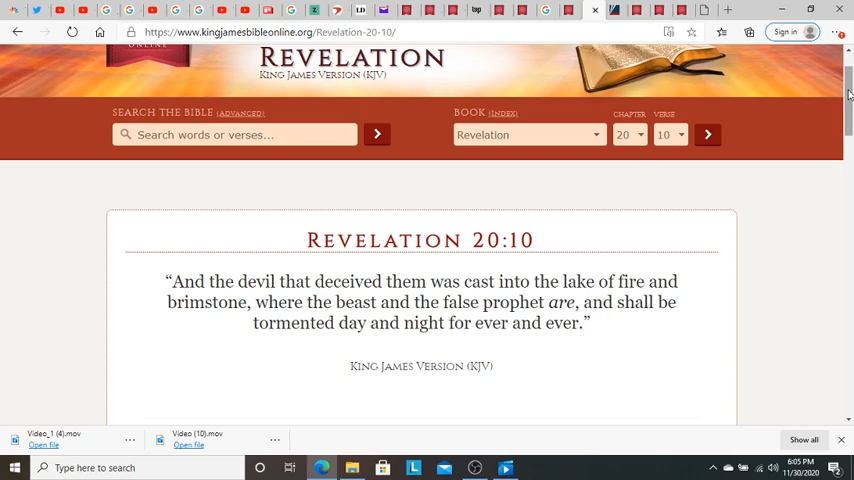 https://www.kingjamesbibleonline.org/Revelation-20-10/
Sign in
ONLINE
REVELATION
KING JAMES VERSION (KJV)
SEARCH THE BIBLE (ADVANCED)
BOOK (INDEX)
CHAPTER
VERSE
Search words or verses...
Revelation
20
10
REVELATION 20:10
“And the devil that deceived them was cast into the lake of fire and
brimstone, where the beast and the false prophet are, and shall be
tormented day and night for ever and ever.”
KING JAMES VERSION (KJV)
Video_1 (4).mov
Open file
Video (10).mov
Open file
Show all
Type here to search
6:05 PM
11/30/2020
2